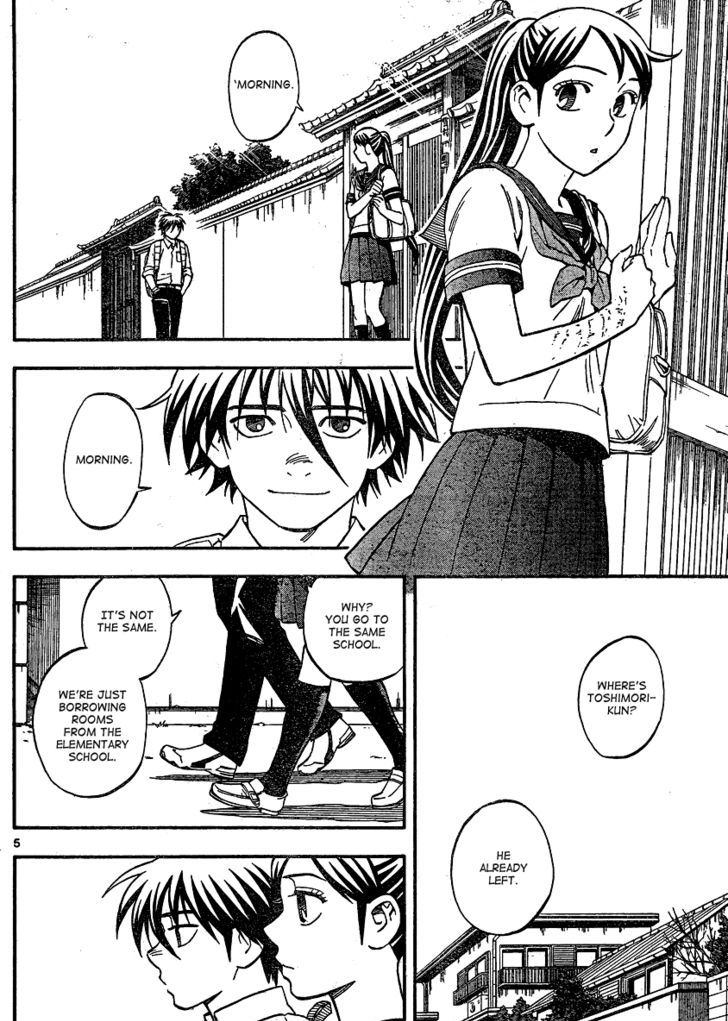 'MORNING.
MORNING.
WHERE'S
TOSHIMORI-
KUN?
HE
ALREADY
LEFT.
WHY?
YOU GO TO
THE SAME
SCHOOL.
IT'S NOT
THE SAME.
WE'RE JUST
BORROWING
ROOMS
FROM THE
ELEMENTARY
SCHOOL.
5